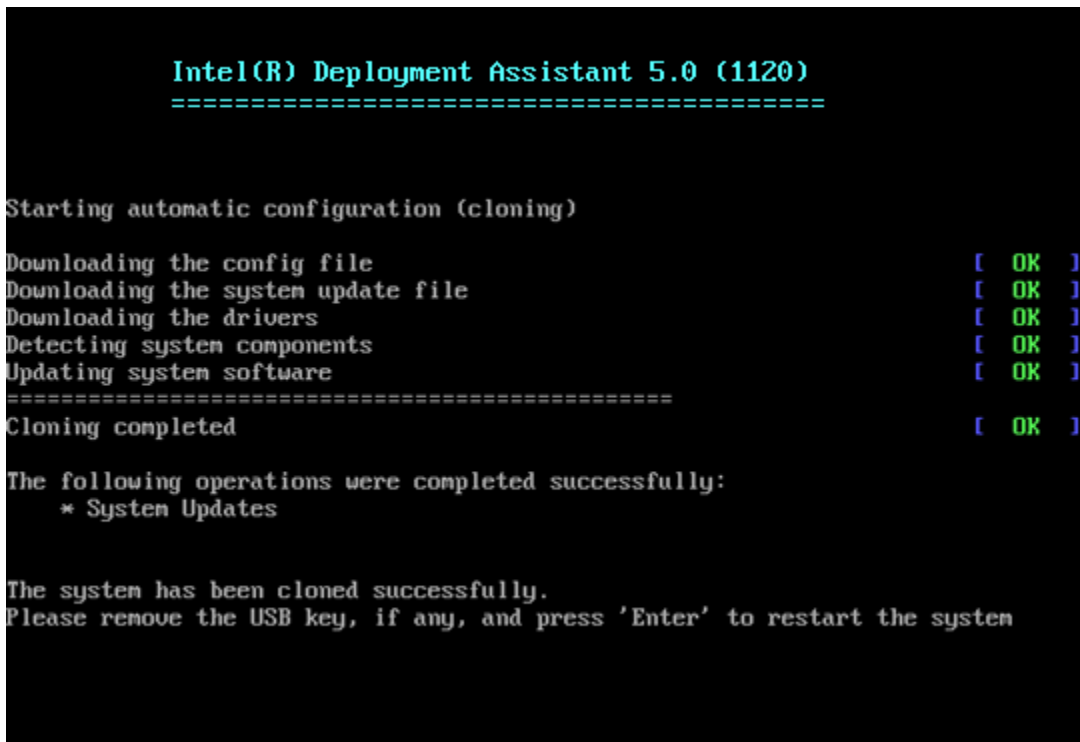 Intel(R) Deployment Assistant 5.0 (1120)
=========================================
Starting automatic configuration (cloning)
Downloading the config file [ OK ]
Downloading the system update file [ OK ]
Downloading the drivers [ OK ]
Detecting system components [ OK ]
Updating system software [ OK ]
==================================================
Cloning completed [ OK ]
The following operations were completed successfully:
* System Updates
The system has been cloned successfully.
Please remove the USB key, if any, and press 'Enter' to restart the system